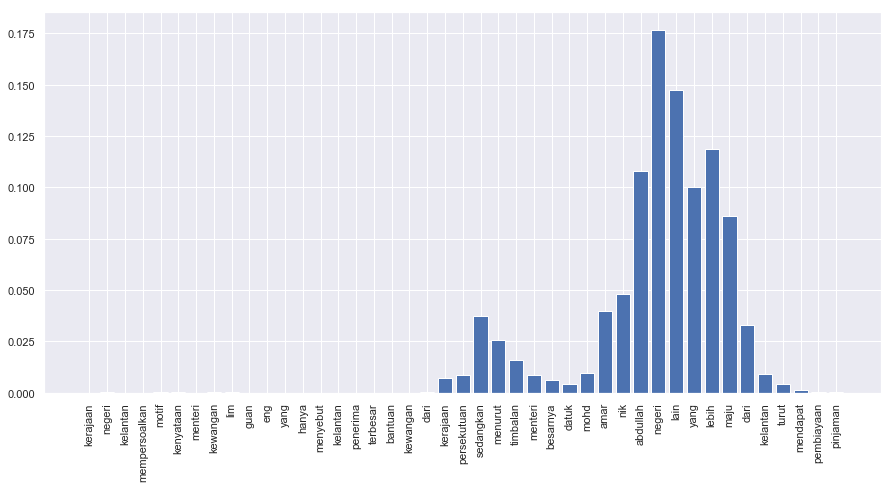 0.175
0.150
0.125
0.100
0.075
0.050
0.025
0.000
kerajaan
negeri
kelantan
mempersoalkan
motif
kenyataan
menteri
kewangan
lim
guan
eng
yang
hanya
menyebut
kelantan
penerima
terbesar
bantuan
kewangan
dari
kerajaan
persekutuan
sedangkan
menurut
timbalan
menteri
besarnya
datuk
mohd
amar
nik
abdullah
negeri
lain
yang
lebih
maju
dari
kelantan
turut
mendapat
pembiayaan
pinjaman